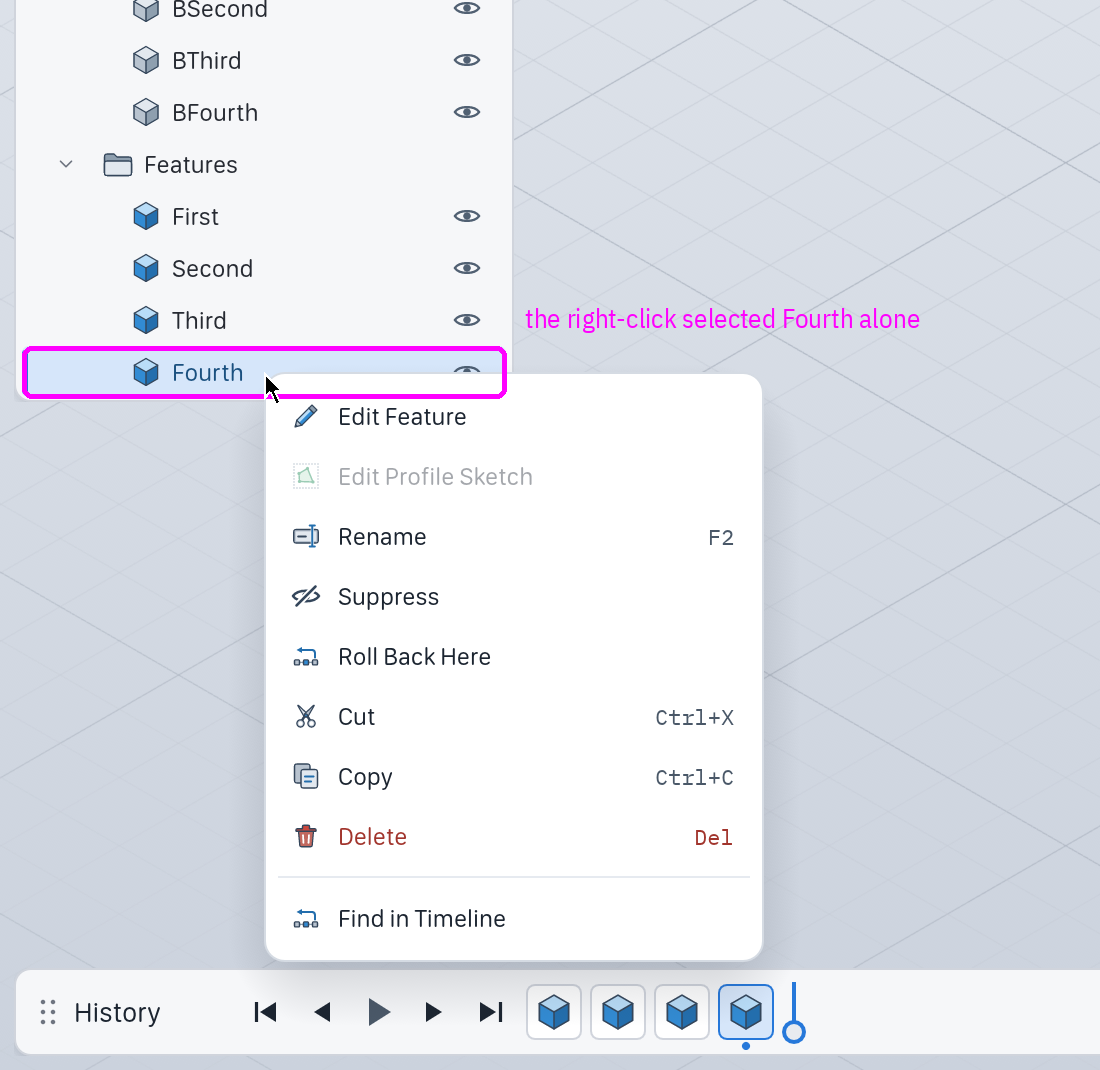 BSecond
BThird
BFourth
Features
First
Second
Third
the right-click selected Fourth alone
Fourth
Edit Feature
Edit Profile Sketch
Rename F2
Suppress
Roll Back Here
Cut Ctrl+X
Copy Ctrl+C
Delete Del
Find in Timeline
History